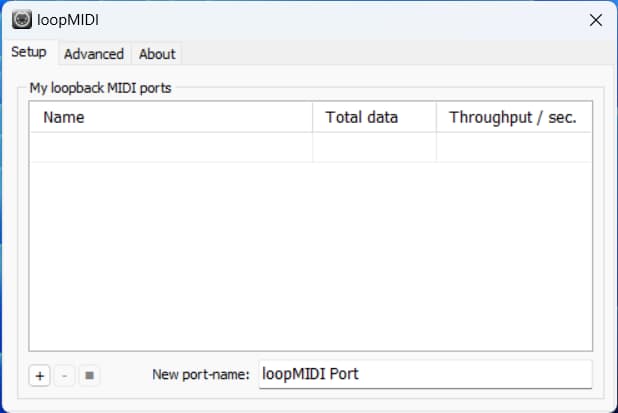 loopMIDI
Setup Advanced About
My loopback MIDI ports
Name Total data Throughput / sec.
+ - New port-name: loopMIDI Port